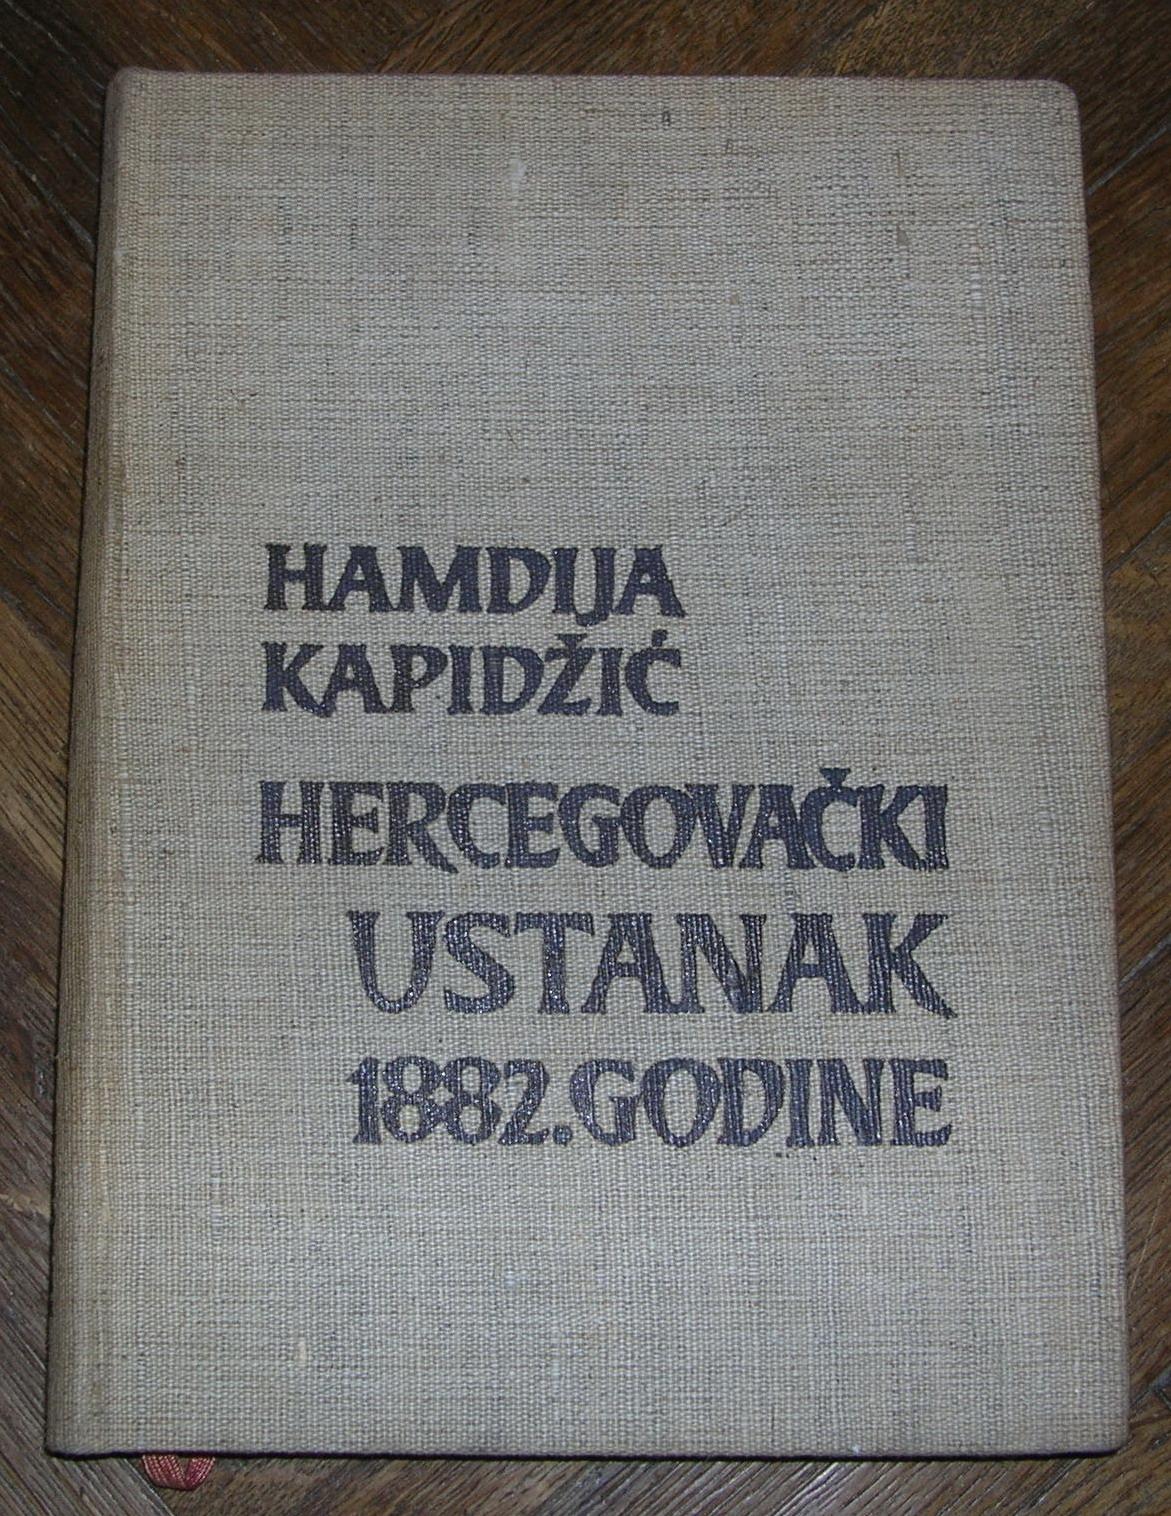 HAMDIJA
KAPIDŽIĆ
HERCEGOVAČKI
USTANAK
1882. GODINE